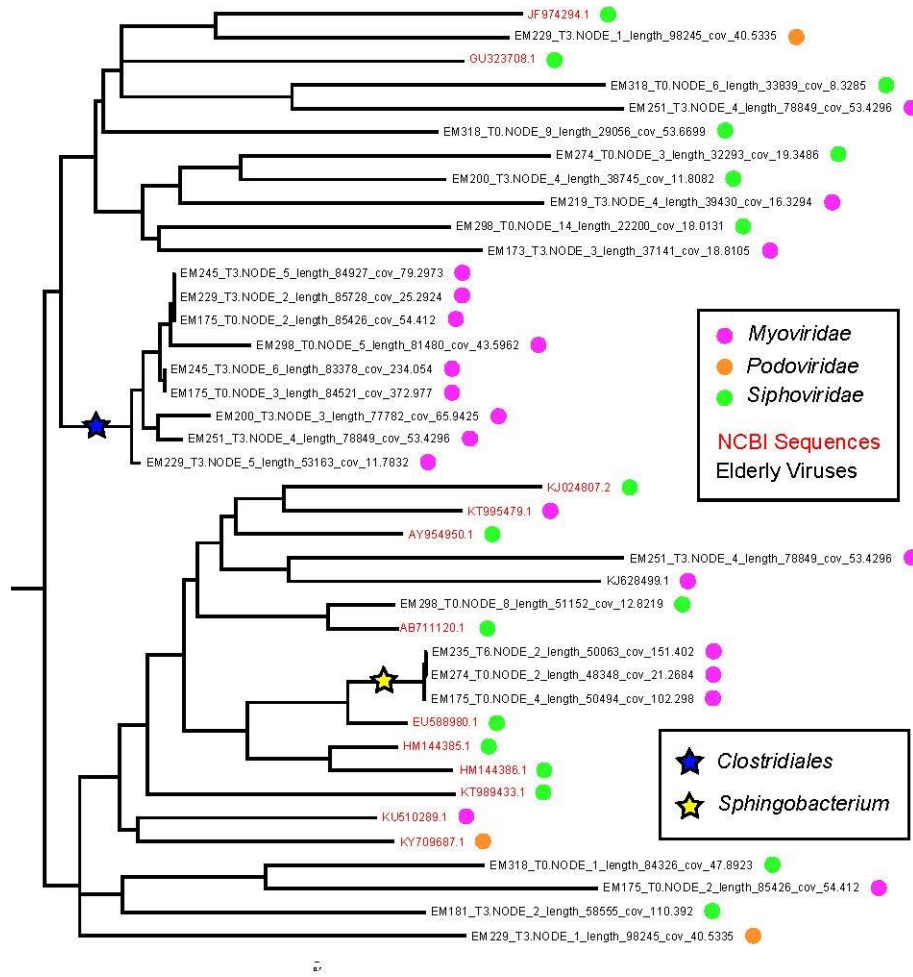 JF974294.1
EM229_T3.NODE_1_length_98245_cov_40.5335
GU323708.1
EM318_T0.NODE_6_length_33839_cov_8.3285
EM251_T3.NODE_4_length_78849_cov_53.4296
EM318_T0.NODE_9_length_29056_cov_53.6699
EM274_T0.NODE_3_length_32293_cov_19.3486
EM200_T3.NODE_4_length_38745_cov_11.8082
EM219_T3.NODE_4_length_39430_cov_16.3294
EM298_T0.NODE_14_length_22200_cov_18.0131
EM173_T3.NODE_3_length_37141_cov_18.8105
EM245_T3.NODE_5_length_84927_cov_79.2973
EM229_T3.NODE_2_length_85728_cov_25.2924
EM175_T0.NODE_2_length_85426_cov_54.412
EM298_T0.NODE_5_length_81480_cov_43.5962
EM245_T3.NODE_6_length_83378_cov_234.054
EM175_T0.NODE_3_length_84521_cov_372.977
EM200_T3.NODE_3_length_77782_cov_65.9425
EM251_T3.NODE_4_length_78849_cov_53.4296
EM229_T3.NODE_5_length_53163_cov_11.7832
Myoviridae
Podoviridae
Siphoviridae
NCBI Sequences
Elderly Viruses
KJ024807.2
KT995479.1
AY954950.1
EM251_T3.NODE_4_length_78849_cov_53.4296
KJ628499.1
EM298_T0.NODE_8_length_51152_cov_12.8219
AB711120.1
EM235_T6.NODE_2_length_50063_cov_151.402
EM274_T0.NODE_2_length_48348_cov_21.2684
EM175_T0.NODE_4_length_50494_cov_102.298
EU588980.1
HM144385.1
HM144386.1
KT989433.1
KU510289.1
KY709687.1
Clostridiales
Sphingobacterium
EM318_T0.NODE_1_length_84326_cov_47.8923
EM175_T0.NODE_2_length_85426_cov_54.412
EM181_T3.NODE_2_length_58555_cov_110.392
EM229_T3.NODE_1_length_98245_cov_40.5335